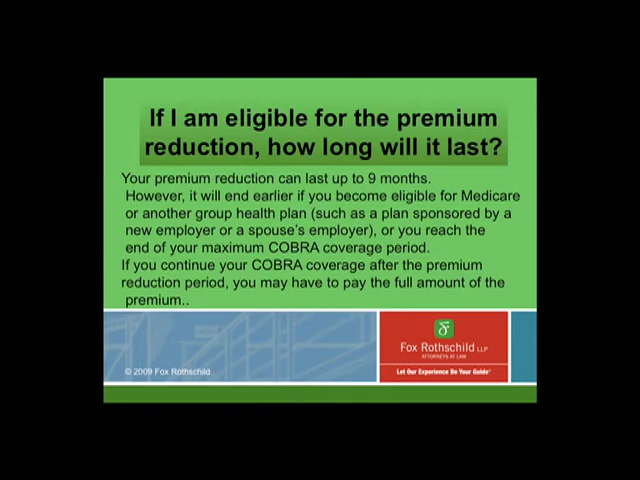 If I am eligible for the premium
reduction, how long will it last?
Your premium reduction can last up to 9 months.
However, it will end earlier if you become eligible for Medicare
or another group health plan (such as a plan sponsored by a
new employer or a spouse's employer), or you reach the
end of your maximum COBRA coverage period.
If you continue your COBRA coverage after the premium
reduction period, you may have to pay the full amount of the
premium..
Fox Rothschild LLP
ATTORNEYS AT LAW
Let Our Experience Be Your Guide®
© 2009 Fox Rothschild